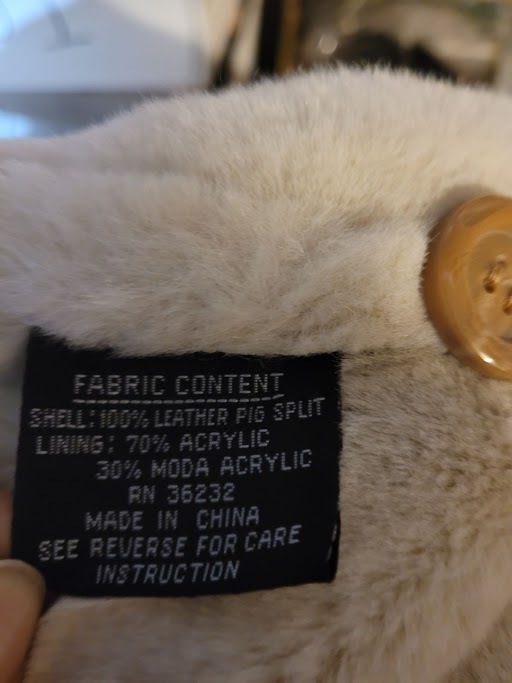 FABRIC CONTENT
SHELL: 100% LEATHER PIG SPLIT
LINING: 70% ACRYLIC
30% MODA ACRYLIC
RN 36232
MADE IN CHINA
SEE REVERSE FOR CARE
INSTRUCTION